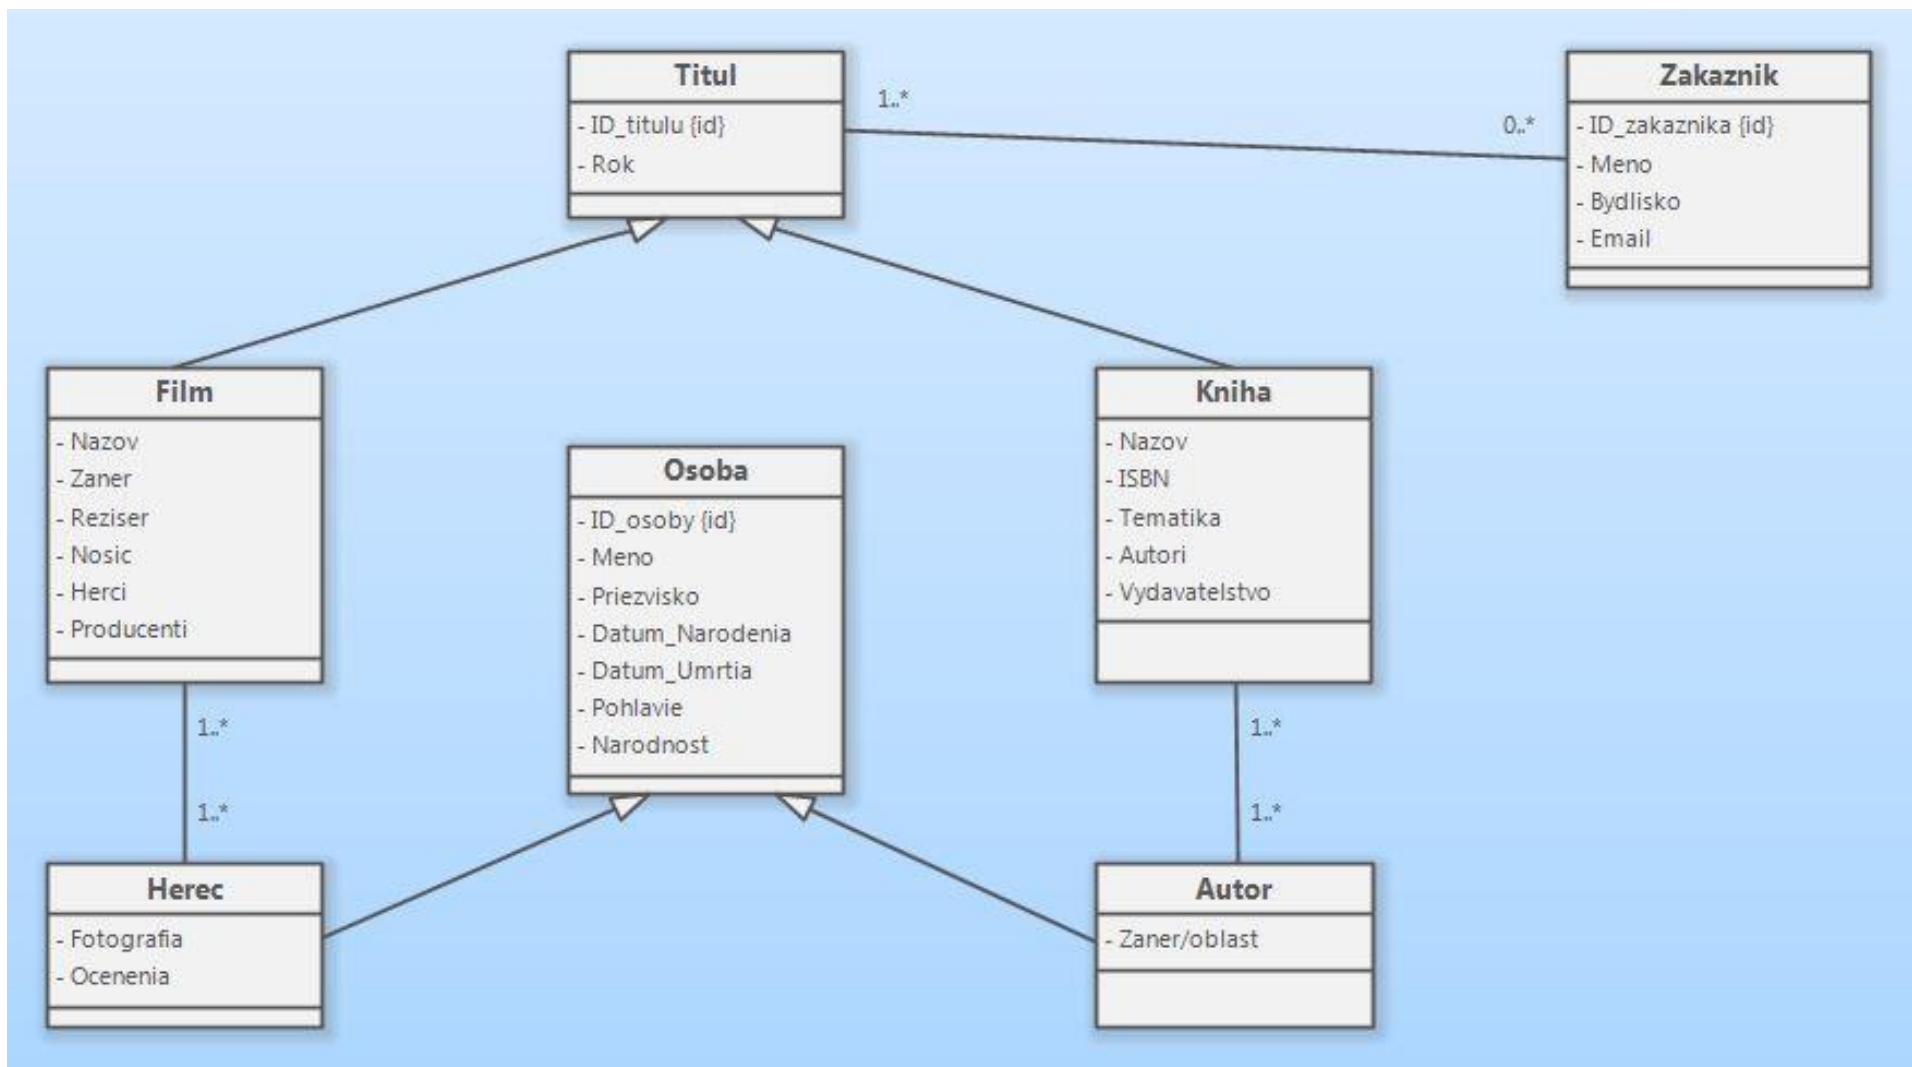 Titul
- ID_titulu {id}
- Rok
1..*
0..*
Zakaznik
- ID_zakaznika {id}
- Meno
- Bydlisko
- Email
Film
- Nazov
- Zaner
- Reziser
- Nosic
- Herci
- Producenti
Osoba
- ID_osoby {id}
- Meno
- Priezvisko
- Datum_Narodenia
- Datum_Umrtia
- Pohlavie
- Narodnost
Kniha
- Nazov
- ISBN
- Tematika
- Autori
- Vydavatelstvo
1..*
1..*
1..*
1..*
Herec
- Fotografia
- Ocenenia
Autor
- Zaner/oblast